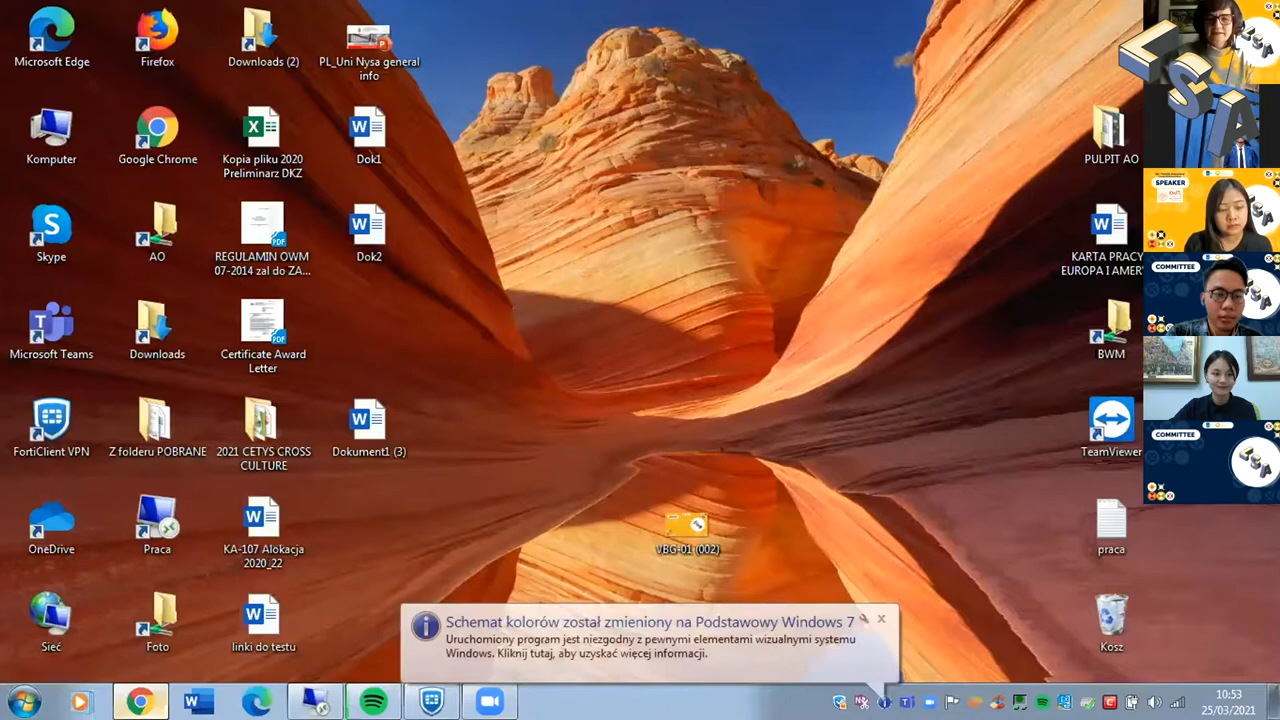 Microsoft Edge
Firefox
Downloads (2)
PL_Uni Nysa general
info
Komputer
Google Chrome
Kopia pliku 2020
Preliminarz DKZ
Dok1
Skype
AO
REGULAMIN OWM
07-2014 zal do ZA...
Dok2
Microsoft Teams
Downloads
Certificate Award
Letter
FortiClient VPN
Z folderu POBRANE
2021 CETYS CROSS
CULTURE
Dokument1 (3)
OneDrive
Praca
KA-107 Alokacja
2020_22
Sieć
Foto
linki do testu
VBG-01 (002)
PULPIT AO
KARTA PRACY
EUROPA I AMER
BWM
TeamViewer
praca
Kosz
LSA
SPEAKER
COMMITTEE
COMMITTEE
LSA
Schemat kolorów został zmieniony na Podstawowy Windows 7
Uruchomiony program jest niezgodny z pewnymi elementami wizualnymi systemu
Windows. Kliknij tutaj, aby uzyskać więcej informacji.
10:53
25/03/2021